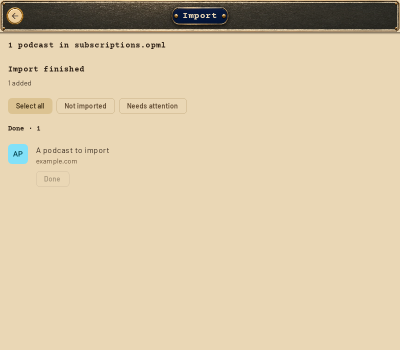 Import
1 podcast in subscriptions.opml
Import finished
1 added
Select all
Not imported
Needs attention
Done · 1
AP
A podcast to import
example.com
Done